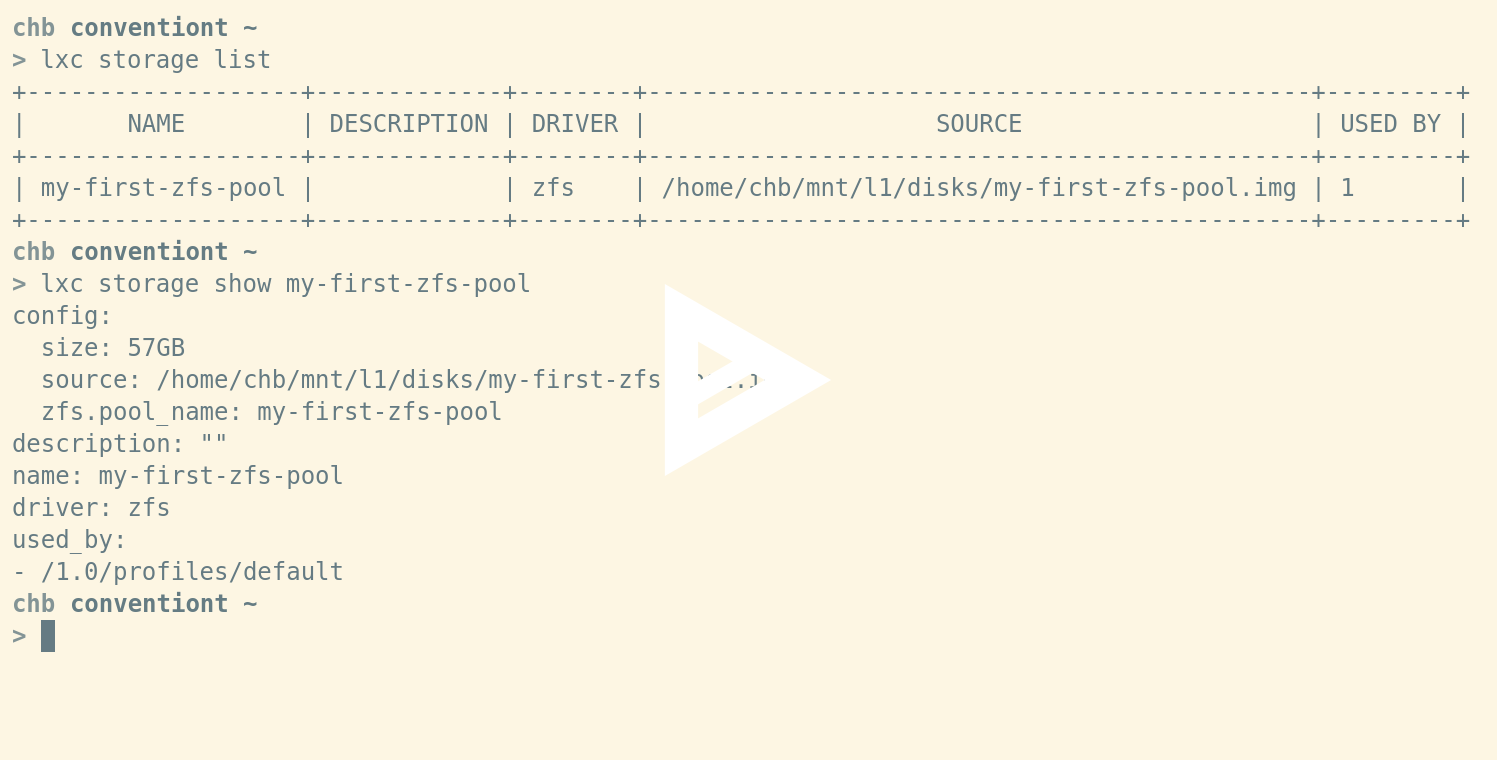 chb conventiont ~
> lxc storage list
+-------------------+-------------+--------+----------------------------------------------+---------+
|       NAME        | DESCRIPTION | DRIVER |                    SOURCE                    | USED BY |
+-------------------+-------------+--------+----------------------------------------------+---------+
| my-first-zfs-pool |             | zfs    | /home/chb/mnt/l1/disks/my-first-zfs-pool.img | 1       |
+-------------------+-------------+--------+----------------------------------------------+---------+
chb conventiont ~
> lxc storage show my-first-zfs-pool
config:
  size: 57GB
  source: /home/chb/mnt/l1/disks/my-first-zfs
  zfs.pool_name: my-first-zfs-pool
description: ""
name: my-first-zfs-pool
driver: zfs
used_by:
- /1.0/profiles/default
chb conventiont ~
>